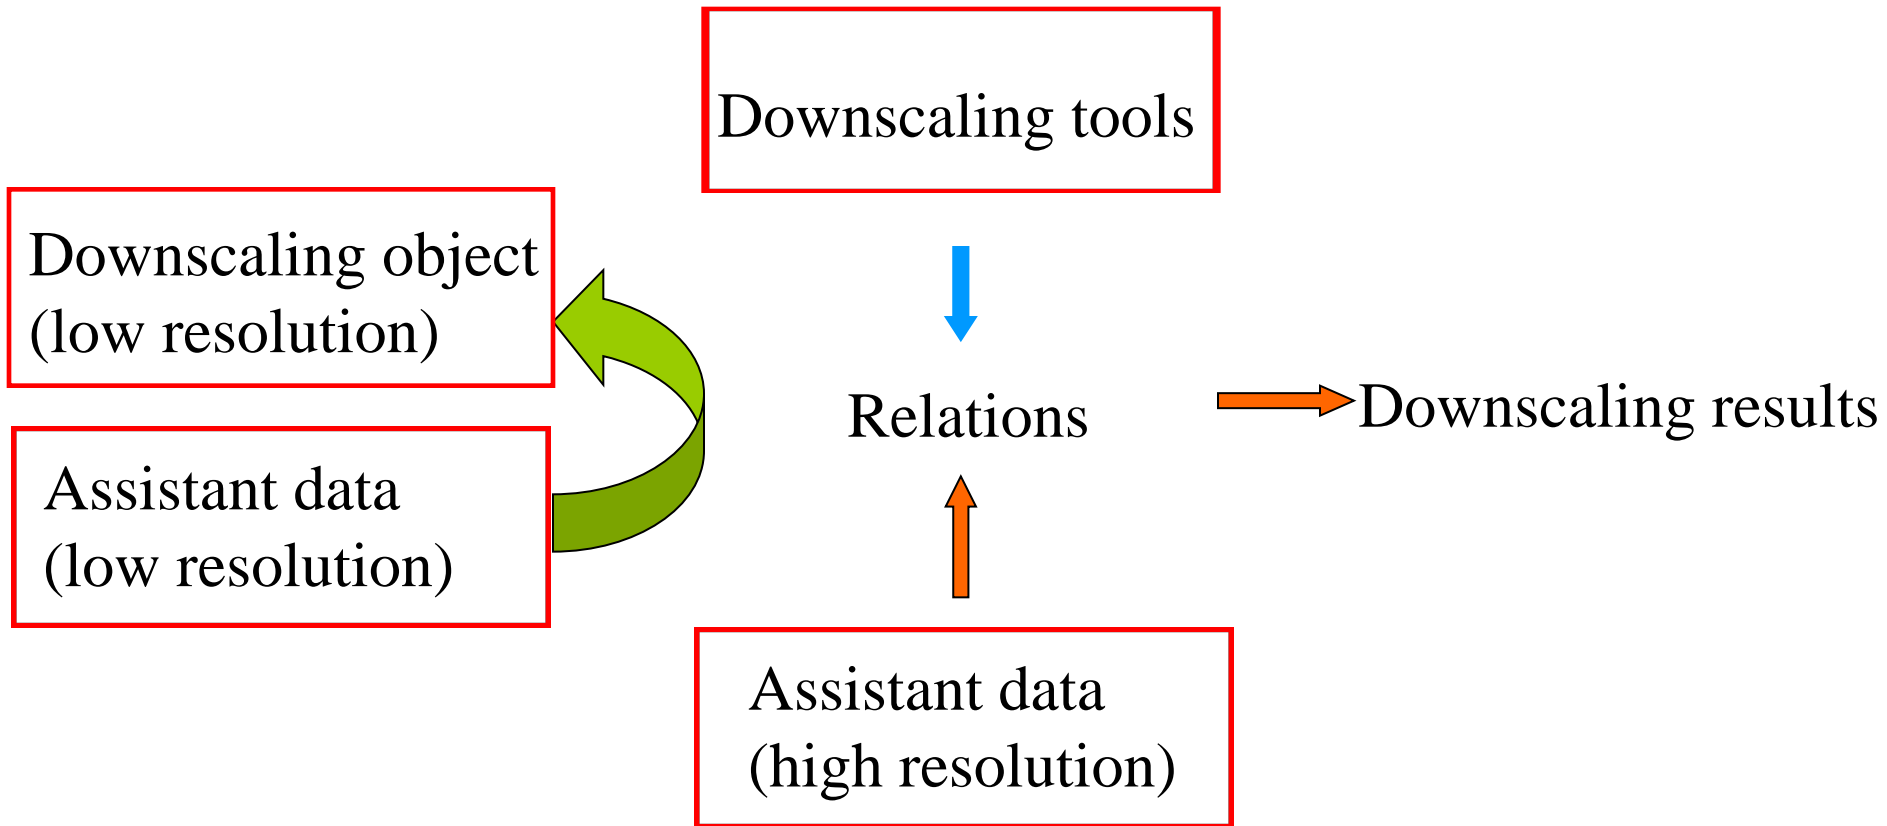 Downscaling tools
Downscaling object
(low resolution)
Assistant data
(low resolution)
Relations
Downscaling results
Assistant data
(high resolution)